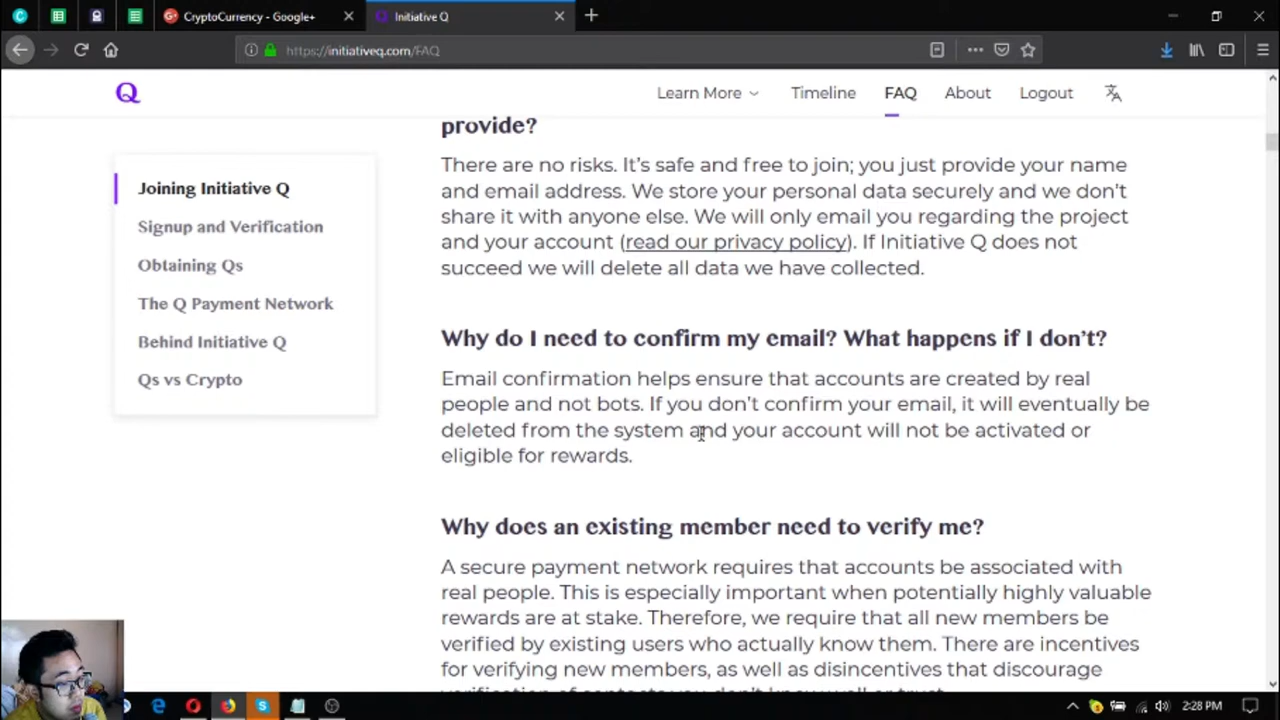 CryptoCurrency - Google+
Initiative Q
https://initiativeq.com/FAQ
Q
Learn More
Timeline
FAQ
About
Logout
Joining Initiative Q
Signup and Verification
Obtaining Qs
The Q Payment Network
Behind Initiative Q
Qs vs Crypto
provide?
There are no risks. It's safe and free to join; you just provide your name
and email address. We store your personal data securely and we don't
share it with anyone else. We will only email you regarding the project
and your account (read our privacy policy). If Initiative Q does not
succeed we will delete all data we have collected.
Why do I need to confirm my email? What happens if I don't?
Email confirmation helps ensure that accounts are created by real
people and not bots. If you don't confirm your email, it will eventually be
deleted from the system and your account will not be activated or
eligible for rewards.
Why does an existing member need to verify me?
A secure payment network requires that accounts be associated with
real people. This is especially important when potentially highly valuable
rewards are at stake. Therefore, we require that all new members be
verified by existing users who actually know them. There are incentives
for verifying new members, as well as disincentives that discourage
2:28 PM